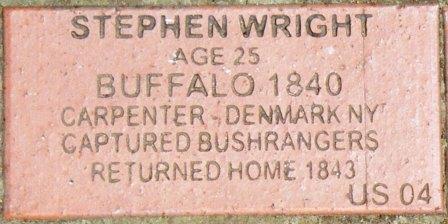 STEPHEN WRIGHT
AGE 25
BUFFALO 1840
CARPENTER - DENMARK NY
CAPTURED BUSHRANGERS
RETURNED HOME 1843
US 04